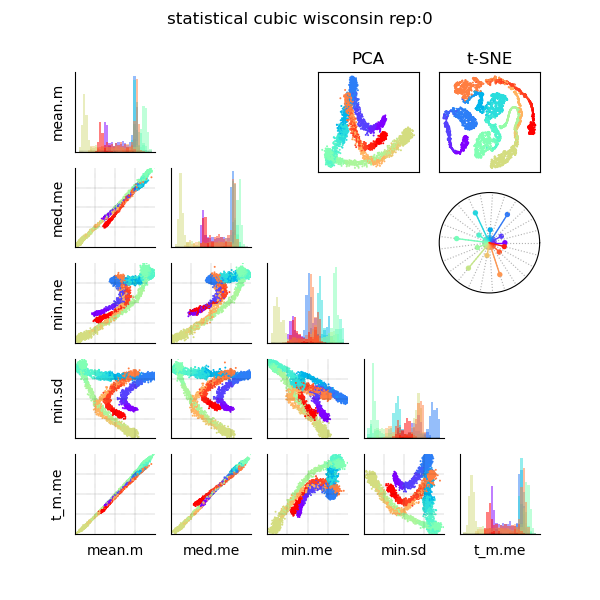 statistical cubic wisconsin rep:0
PCA
t-SNE
mean.m
med.me
min.me
min.sd
t_m.me
mean.m
med.me
min.me
min.sd
t_m.me